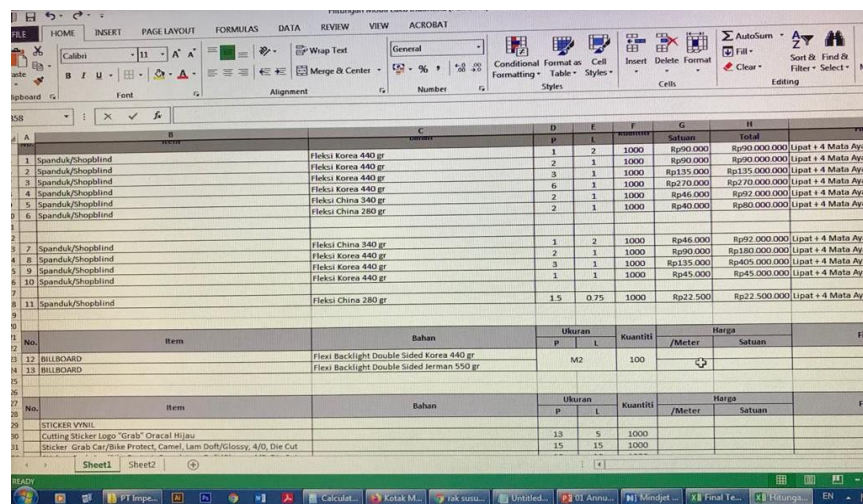 HOME INSERT PAGE LAYOUT FORMULAS DATA REVIEW VIEW ACROBAT
Calibri 11 Wrap Text General AutoSum
Fill
Clear
B I U Merge & Center % Conditional Formatting Format as Table Cell Styles Insert Delete Format Sort & Filter Find & Select
Font Alignment Number Styles Cells Editing
A B C D E F G H
P L Satuan Total
1 Spanduk/Shopblind Fleksi Korea 440 gr 1 2 1000 Rp90.000 Rp90.000.000 Lipat + 4 Mata Aya
2 Spanduk/Shopblind Fleksi Korea 440 gr 2 1 1000 Rp90.000 Rp90.000.000 Lipat + 4 Mata Aya
3 Spanduk/Shopblind Fleksi Korea 440 gr 3 1 1000 Rp135.000 Rp135.000.000 Lipat + 4 Mata Aya
4 Spanduk/Shopblind Fleksi Korea 440 gr 6 1 1000 Rp270.000 Rp270.000.000 Lipat + 4 Mata Aya
5 Spanduk/Shopblind Fleksi China 340 gr 2 1 1000 Rp46.000 Rp92.000.000 Lipat + 4 Mata Aya
6 Spanduk/Shopblind Fleksi China 280 gr 2 1 1000 Rp40.000 Rp80.000.000 Lipat + 4 Mata Aya
7 Spanduk/Shopblind Fleksi China 340 gr 1 2 1000 Rp46.000 Rp92.000.000 Lipat + 4 Mata Ay
8 Spanduk/Shopblind Fleksi Korea 440 gr 2 1 1000 Rp90.000 Rp180.000.000 Lipat + 4 Mata Ay
9 Spanduk/Shopblind Fleksi Korea 440 gr 3 1 1000 Rp135.000 Rp405.000.000 Lipat + 4 Mata Ay
10 Spanduk/Shopblind Fleksi Korea 440 gr 1 1 1000 Rp45.000 Rp45.000.000 Lipat + 4 Mata Ay
11 Spanduk/Shopblind Fleksi China 280 gr 1.5 0.75 1000 Rp22.500 Rp22.500.000 Lipat + 4 Mata Ay
No. Item Bahan Ukuran Kuantiti Harga
P L /Meter Satuan
12 BILLBOARD Flexi Backlight Double Sided Korea 440 gr M2 100
13 BILLBOARD Flexi Backlight Double Sided Jerman 550 gr
No. Item Bahan Ukuran Kuantiti Harga
P L /Meter Satuan
STICKER VYNIL
Cutting Sticker Logo "Grab" Oracal Hijau 13 5 1000
Sticker Grab Car/Bike Protect, Camel, Lam Doft/Glossy, 4/0, Die Cut 15 15 1000
Sheet1 Sheet2
READY
PT Impe... Calculat... Kotak M... rak susu... Untitled... 01 Annu... Mindjet ... Final Te... Hitunga... EN